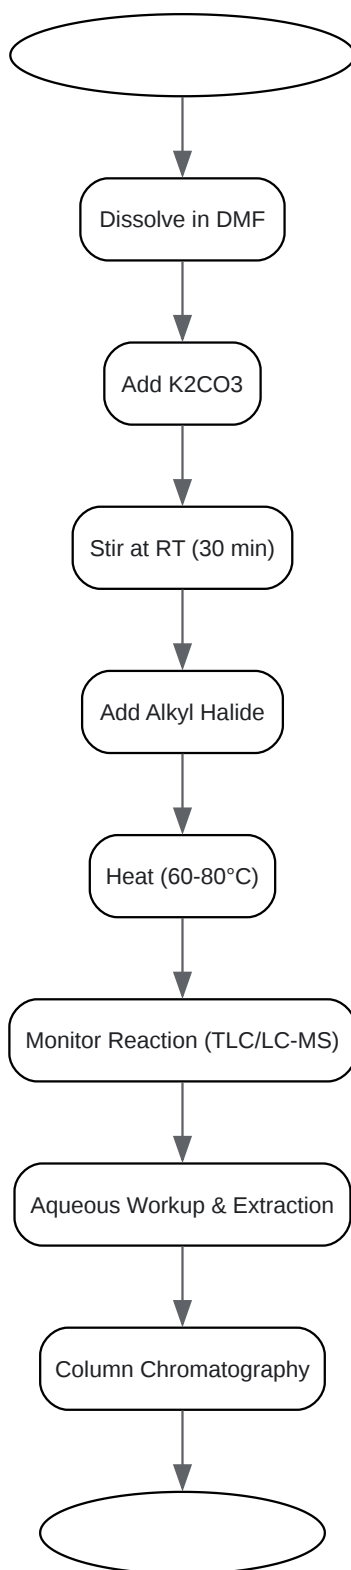 Dissolve in DMF
Add K2CO3
Stir at RT (30 min)
Add Alkyl Halide
Heat (60-80°C)
Monitor Reaction (TLC/LC-MS)
Aqueous Workup & Extraction
Column Chromatography